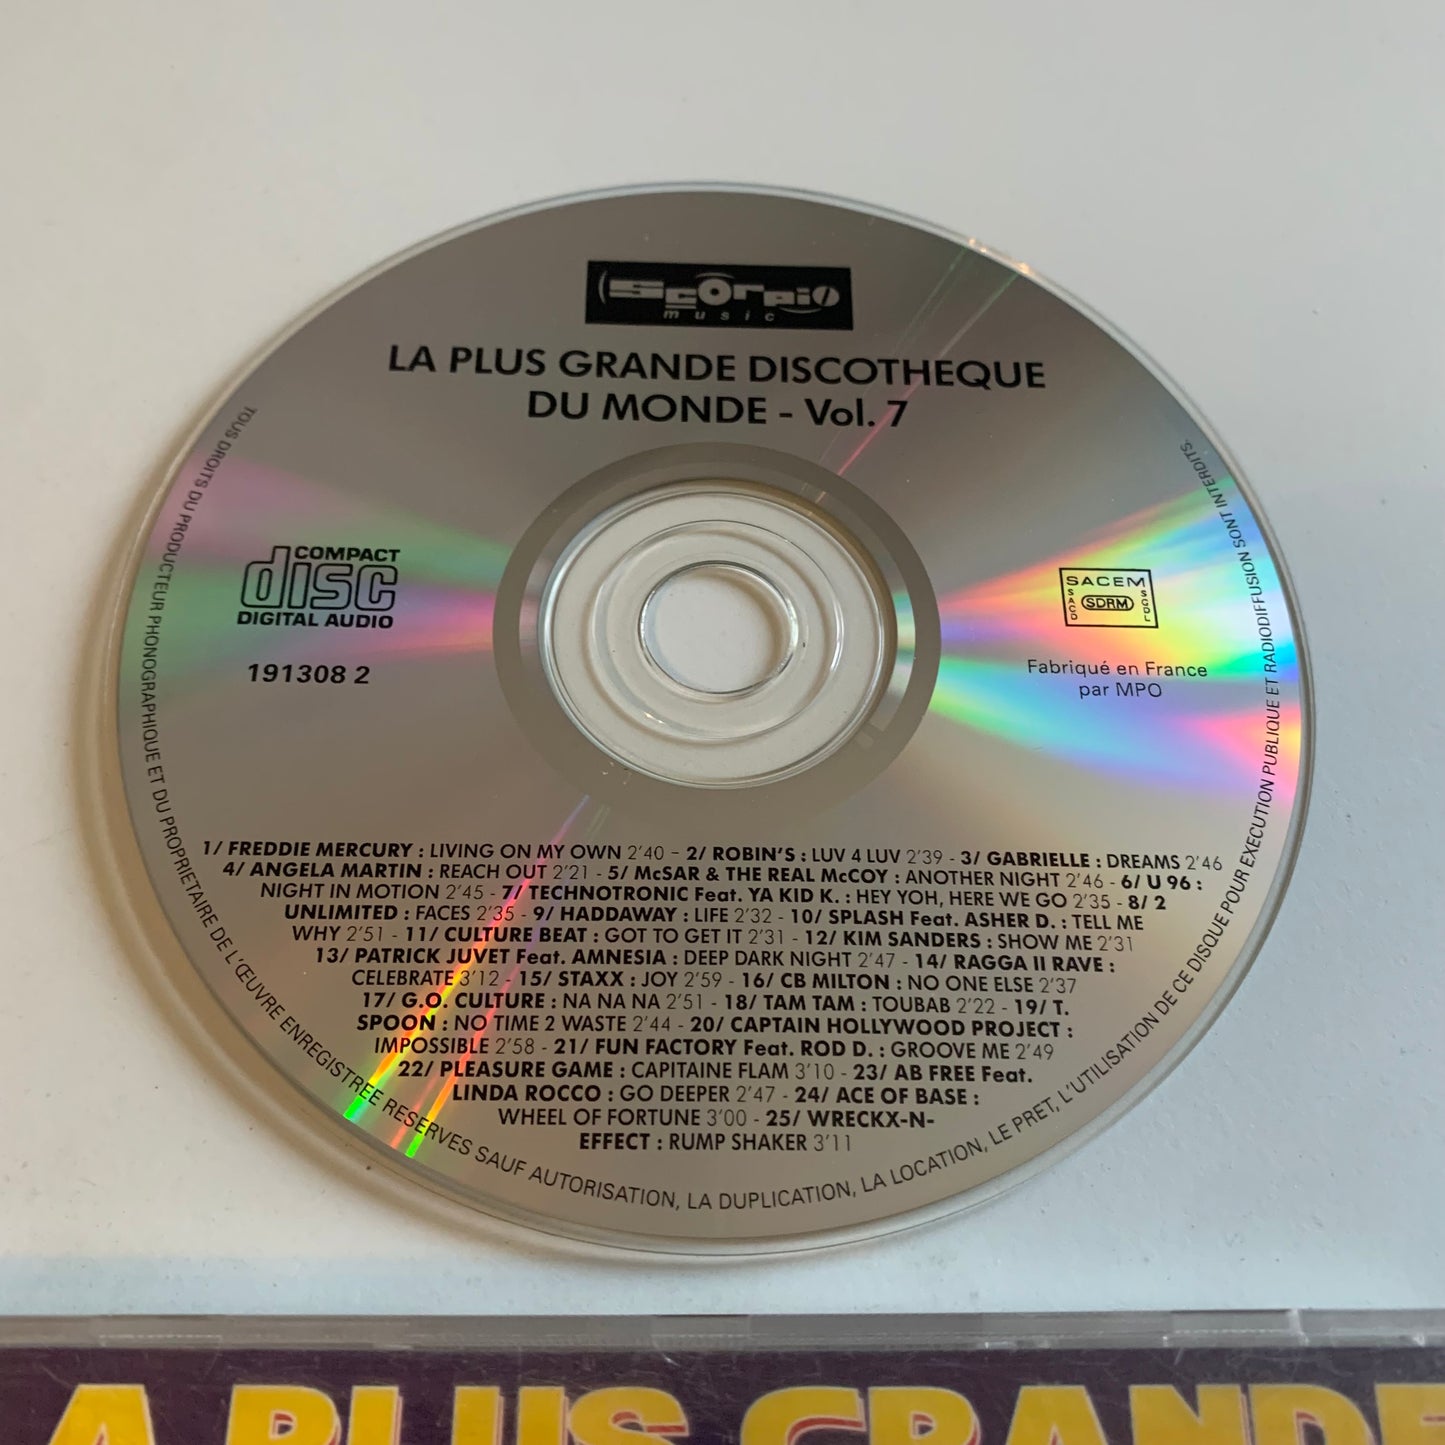 Scorpio
music
LA PLUS GRANDE DISCOTHEQUE
DU MONDE - Vol. 7
COMPACT
disc
DIGITAL AUDIO
191308 2
SACEM
SACD
SDRM
SGDL
Fabriqué en France
par MPO
1/ FREDDIE MERCURY : LIVING ON MY OWN 2'40 - 2/ ROBIN'S : LUV 4 LUV 2'39 - 3/ GABRIELLE : DREAMS 2'46
4/ ANGELA MARTIN : REACH OUT 2'21 - 5/ McSAR & THE REAL McCOY : ANOTHER NIGHT 2'46 - 6/ U 96 :
NIGHT IN MOTION 2'45 - 7/ TECHNOTRONIC Feat. YA KID K. : HEY YOH, HERE WE GO 2'35 - 8/ 2
UNLIMITED : FACES 2'35 - 9/ HADDAWAY : LIFE 2'32 - 10/ SPLASH Feat. ASHER D. : TELL ME
WHY 2'51 - 11/ CULTURE BEAT : GOT TO GET IT 2'31 - 12/ KIM SANDERS : SHOW ME 2'31
13/ PATRICK JUVET Feat. AMNESIA : DEEP DARK NIGHT 2'47 - 14/ RAGGA II RAVE :
CELEBRATE 3'12 - 15/ STAXX : JOY 2'59 - 16/ CB MILTON : NO ONE ELSE 2'37
17/ G.O. CULTURE : NA NA NA 2'51 - 18/ TAM TAM : TOUBAB 2'22 - 19/ T.
SPOON : NO TIME 2 WASTE 2'44 - 20/ CAPTAIN HOLLYWOOD PROJECT :
IMPOSSIBLE 2'58 - 21/ FUN FACTORY Feat. ROD D. : GROOVE ME 2'49
22/ PLEASURE GAME : CAPITAINE FLAM 3'10 - 23/ AB FREE Feat.
LINDA ROCCO : GO DEEPER 2'47 - 24/ ACE OF BASE :
WHEEL OF FORTUNE 3'00 - 25/ WRECKX-N-
EFFECT : RUMP SHAKER 3'11
TOUS DROITS DU PRODUCTEUR PHONOGRAPHIQUE ET DU PROPRIETAIRE DE L'ŒUVRE ENREGISTREE RESERVES SAUF AUTORISATION, LA DUPLICATION, LA LOCATION, LE PRET, L'UTILISATION DE CE DISQUE POUR EXECUTION PUBLIQUE ET RADIODIFFUSION SONT INTERDITS.
LA PLUS GRANDE